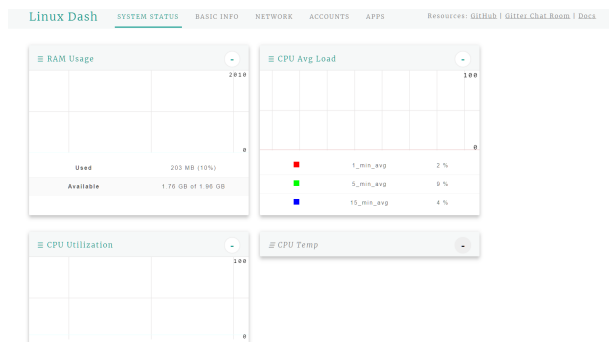 Linux Dash SYSTEM STATUS BASIC INFO NETWORK ACCOUNTS APPS Resources: GitHub | Gitter Chat Room | Docs
≡ RAM Usage -
2010
0
Used 203 MB (10%)
Available 1.76 GB of 1.96 GB
≡ CPU Avg Load -
100
0
1_min_avg 2 %
5_min_avg 9 %
15_min_avg 4 %
≡ CPU Utilization -
100
0
≡ CPU Temp -